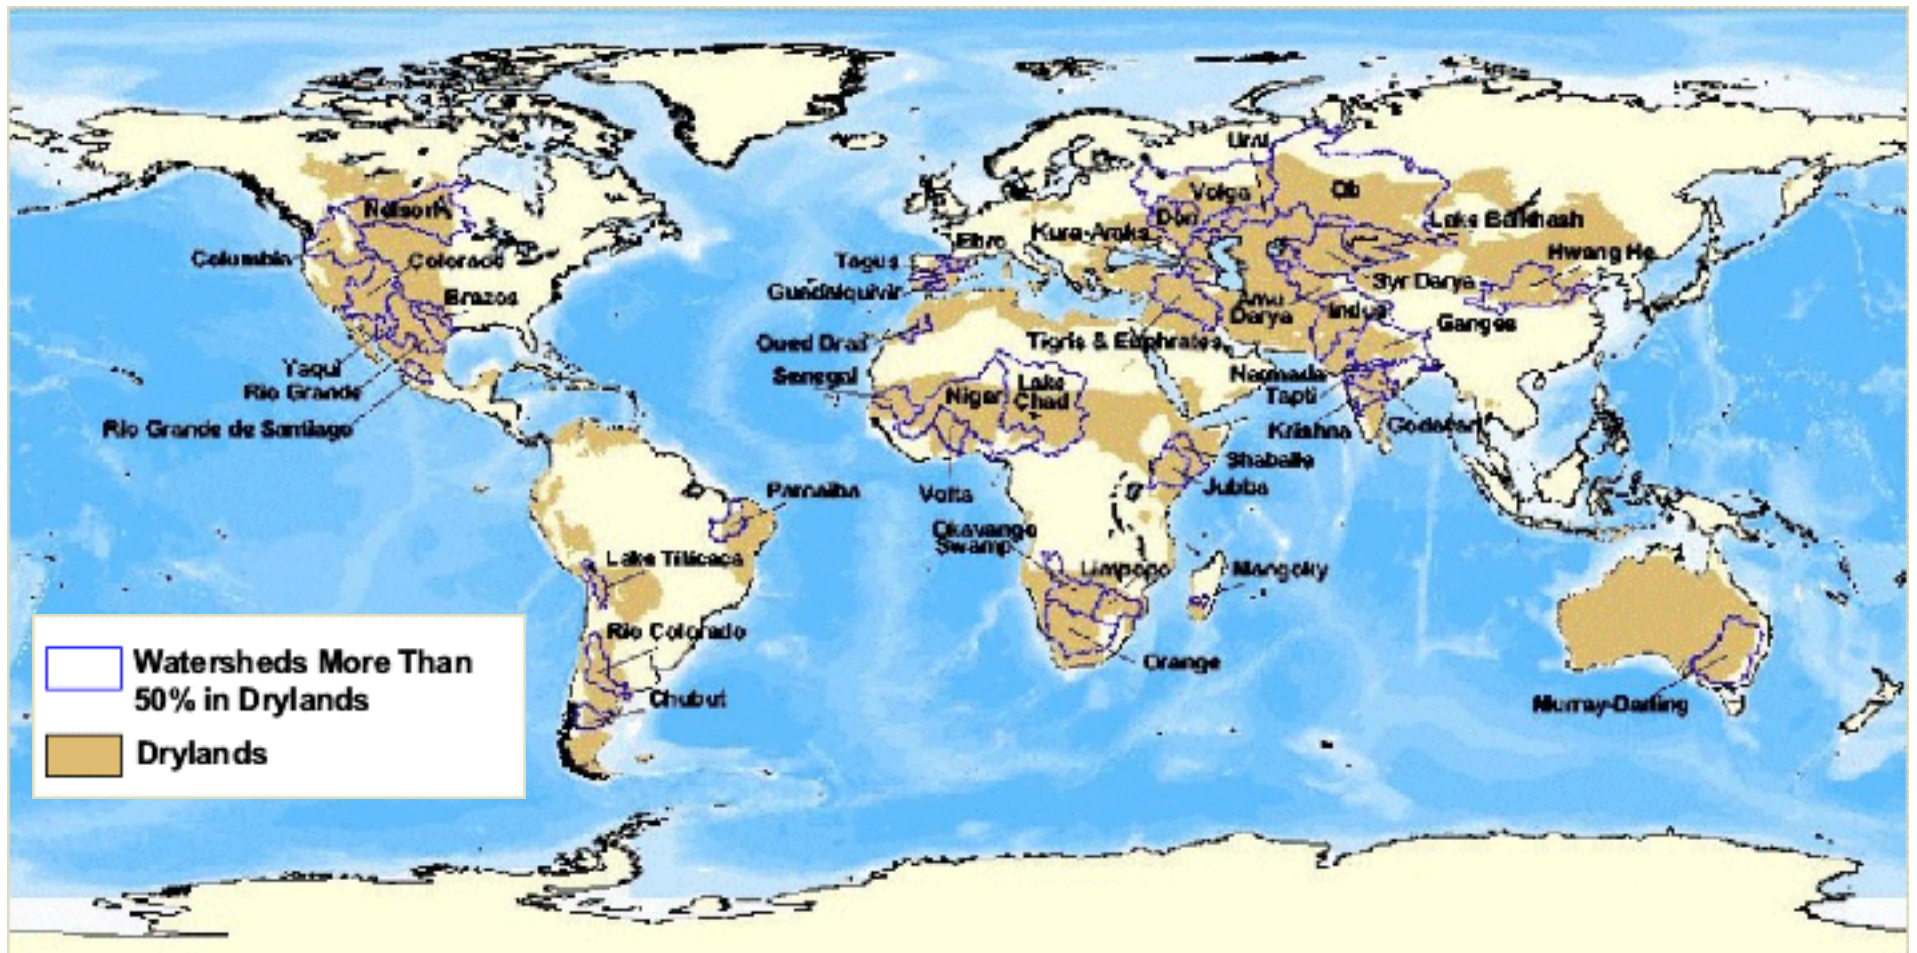 Ural
Volga
Ob
Nelson
Don
Lake Balkhash
Ebro
Kura-Araks
Hwang He
Columbia
Colorado
Tagus
Syr Darya
Guadalquivir
Brazos
Amu
Darya
Indus
Ganges
Oued Draa
Tigris & Euphrates
Yaqui
Senegal
Narmada
Rio Grande
Niger
Lake
Chad
Tapti
Rio Grande de Santiago
Krishna
Godavari
Shaballe
Jubba
Parnaiba
Volta
Okavango
Swamp
Lake Titicaca
Limpopo
Mangoky
Rio Colorado
Orange
Chubut
Murray-Darling
Watersheds More Than
50% in Drylands
Drylands